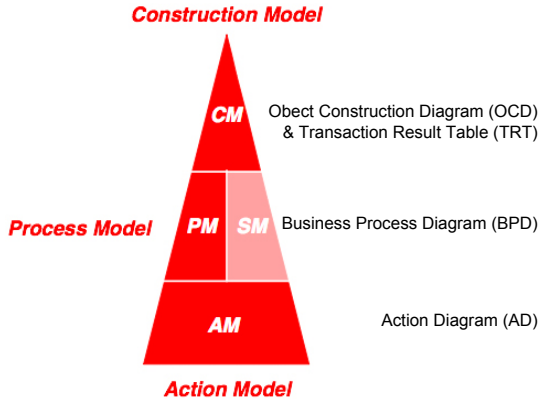 Construction Model
CM
Obect Construction Diagram (OCD)
& Transaction Result Table (TRT)
Process Model
PM
SM
Business Process Diagram (BPD)
AM
Action Diagram (AD)
Action Model